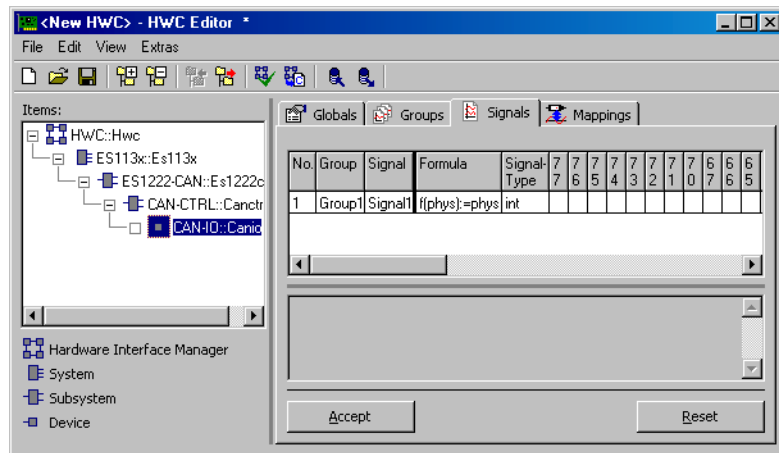 <New HWC> - HWC Editor *
File Edit View Extras
Items:
HWC::Hwc
ES113x::Es113x
ES1222-CAN::Es1222c
CAN-CTRL::Canctr
CAN-IO::Canio
Hardware Interface Manager
System
Subsystem
Device
Globals Groups Signals Mappings
No. Group Signal Formula Signal- 7 7 7 7 7 7 7 7 6 6 6
Type 7 6 5 4 3 2 1 0 7 6 5
1 Group1 Signal1 f(phys):=phys int
Accept Reset